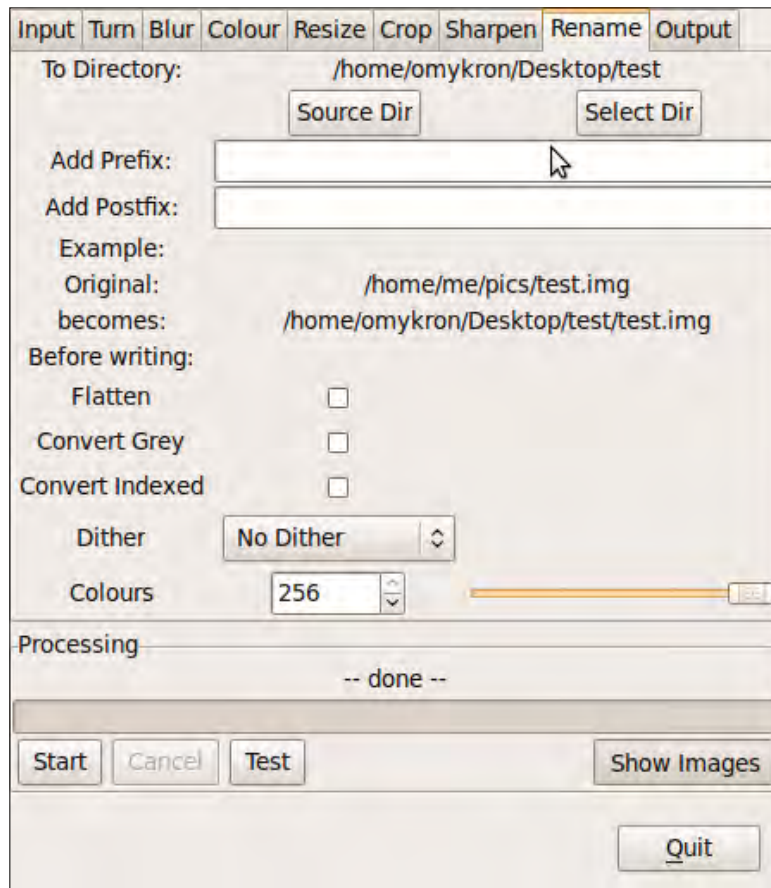 Input Turn Blur Colour Resize Crop Sharpen Rename Output
To Directory: /home/omykron/Desktop/test
Source Dir Select Dir
Add Prefix:
Add Postfix:
Example:
Original: /home/me/pics/test.img
becomes: /home/omykron/Desktop/test/test.img
Before writing:
Flatten
Convert Grey
Convert Indexed
Dither No Dither
Colours 256
Processing
-- done --
Start Cancel Test Show Images
Quit